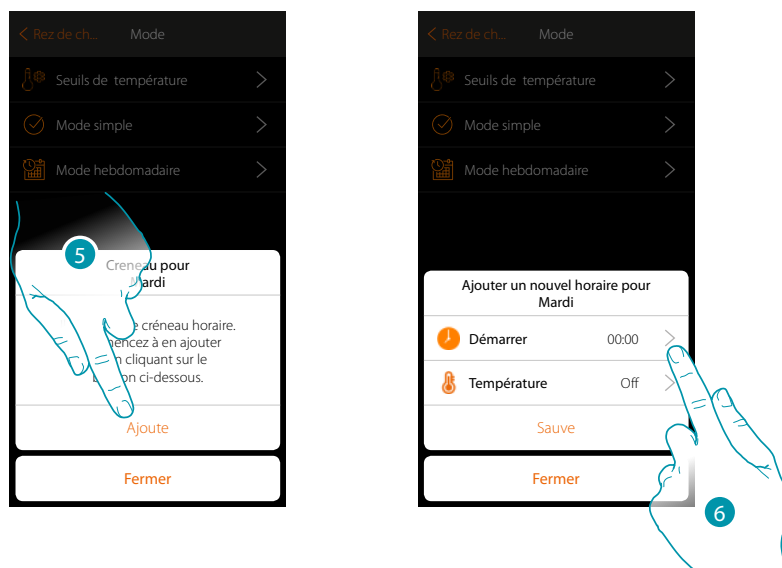 Rez de ch... Mode
Seuils de température
Mode simple
Mode hebdomadaire
5
Creneau pour
ardi
e créneau horaire.
encez à en ajouter
n cliquant sur le
on ci-dessous.
Ajoute
Fermer
Rez de ch... Mode
Seuils de température
Mode simple
Mode hebdomadaire
Ajouter un nouvel horaire pour
Mardi
Démarrer 00:00
Température Off
Sauve
Fermer
6